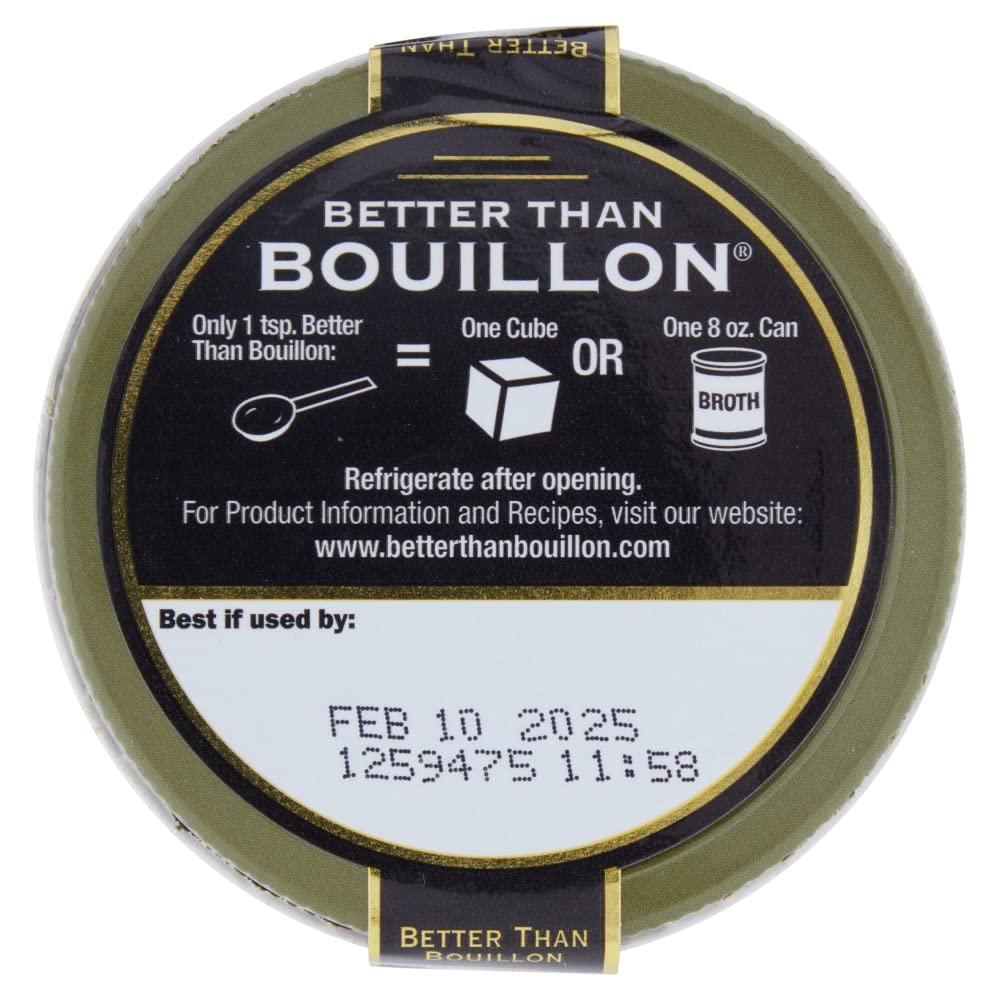 BETTER THAN
BETTER THAN
BOUILLON®
Only 1 tsp. Better
Than Bouillon:
=
One Cube
OR
One 8 oz. Can
BROTH
Refrigerate after opening.
For Product Information and Recipes, visit our website:
www.betterthanbouillon.com
Best if used by:
FEB 10 2025
1259475 11:58
BETTER THAN
BOUILLON